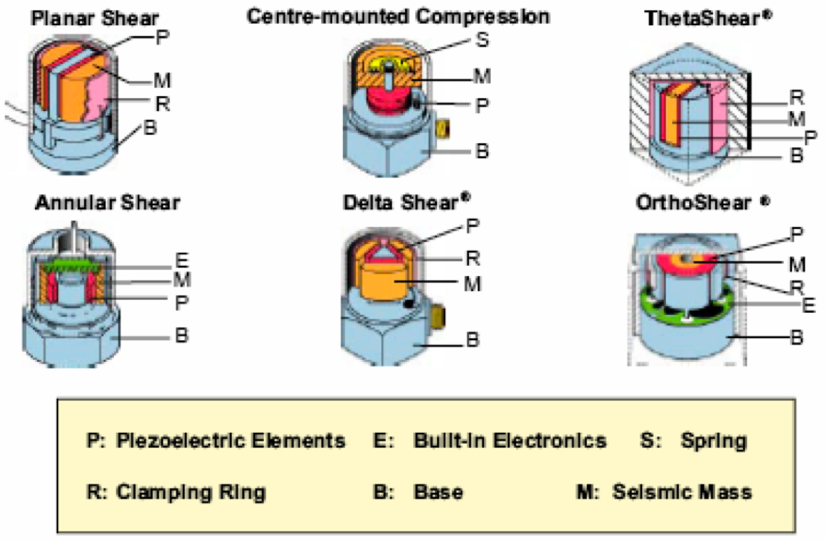 Planar Shear
Centre-mounted Compression
ThetaShear®
P
M
R
B
S
M
P
B
R
M
P
B
Annular Shear
Delta Shear®
OrthoShear ®
E
M
P
B
P
R
M
B
P
M
R
E
B
P: Piezoelectric Elements E: Built-in Electronics S: Spring
R: Clamping Ring B: Base M: Seismic Mass